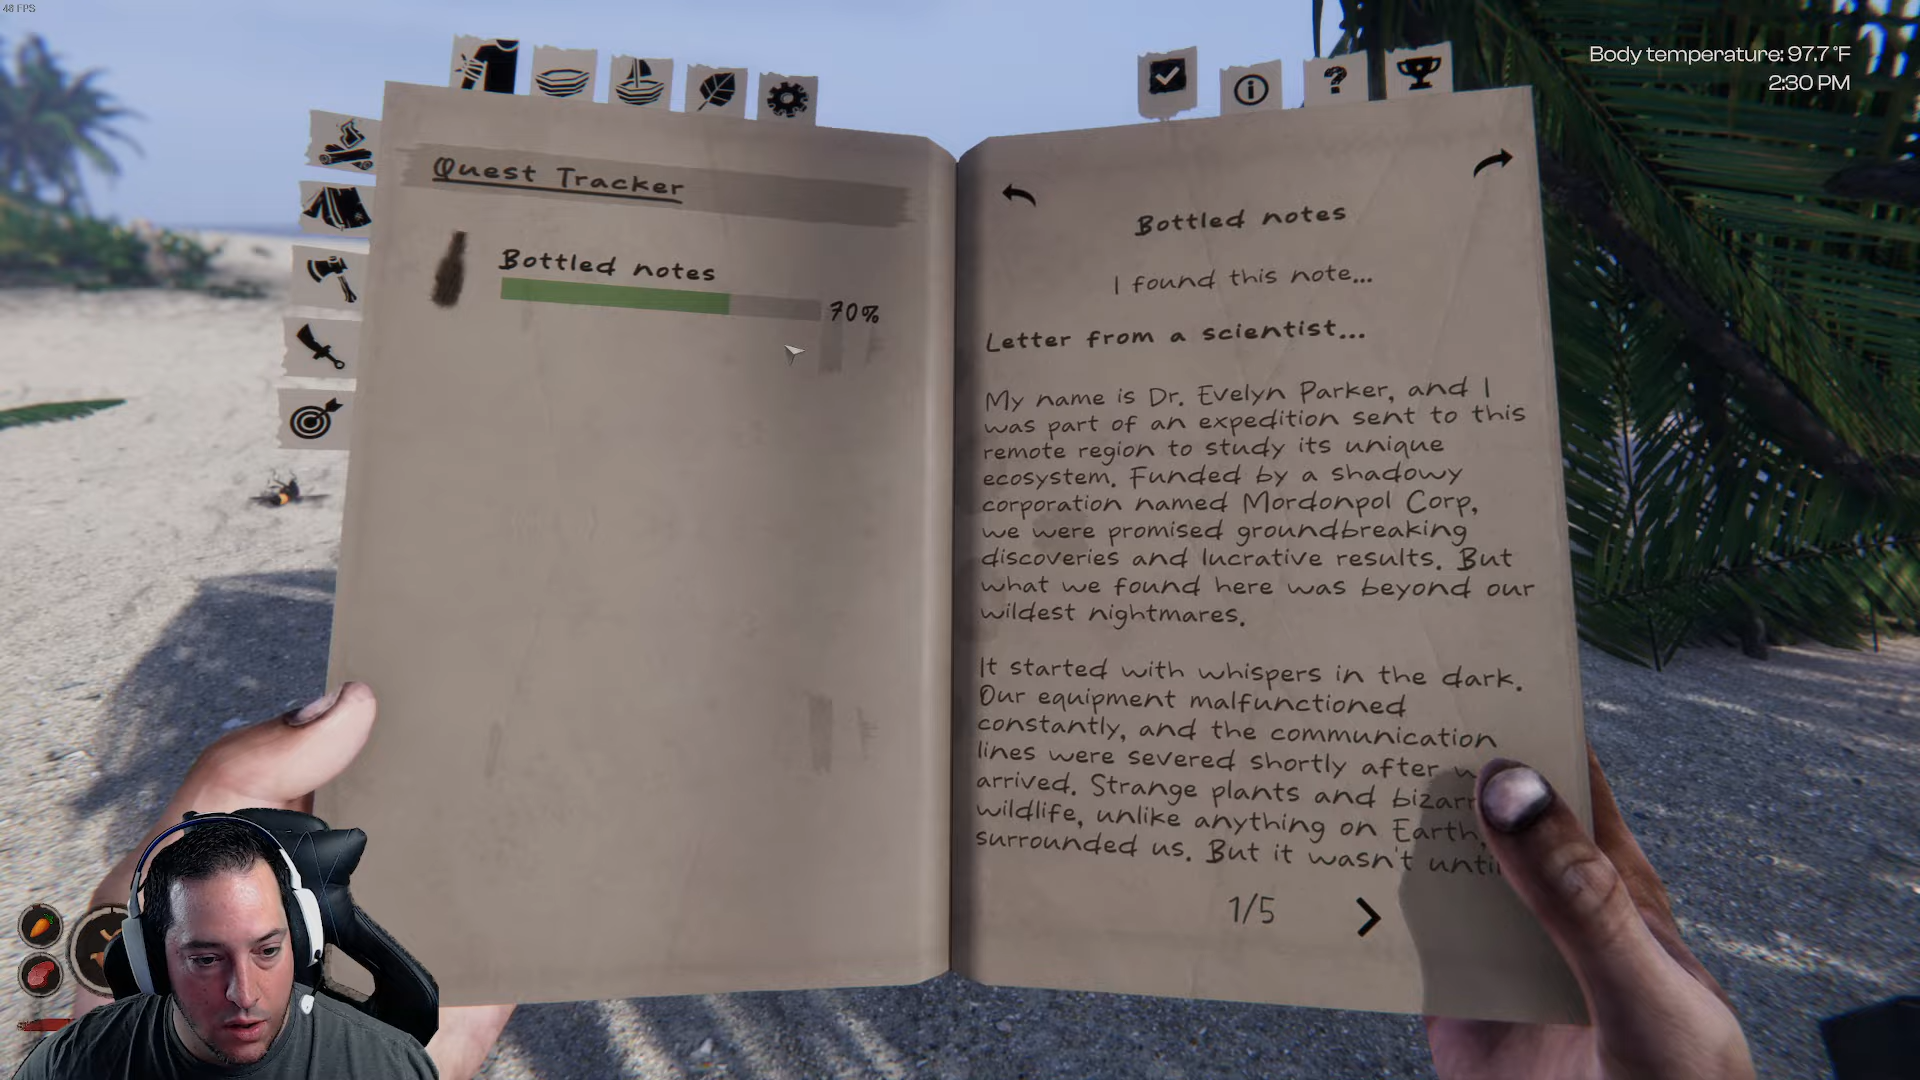 48 FPS
Body temperature: 97.7 °F
2:30 PM
Quest Tracker
Bottled notes
70%
Bottled notes
I found this note...
Letter from a scientist...
My name is Dr. Evelyn Parker, and I
was part of an expedition sent to this
remote region to study its unique
ecosystem. Funded by a shadowy
corporation named Mordonpol Corp,
we were promised groundbreaking
discoveries and lucrative results. But
what we found here was beyond our
wildest nightmares.
It started with whispers in the dark.
Our equipment malfunctioned
constantly, and the communication
lines were severed shortly after
arrived. Strange plants and
wildlife, unlike anything on Earth,
surrounded us. But it wasn't
1/5